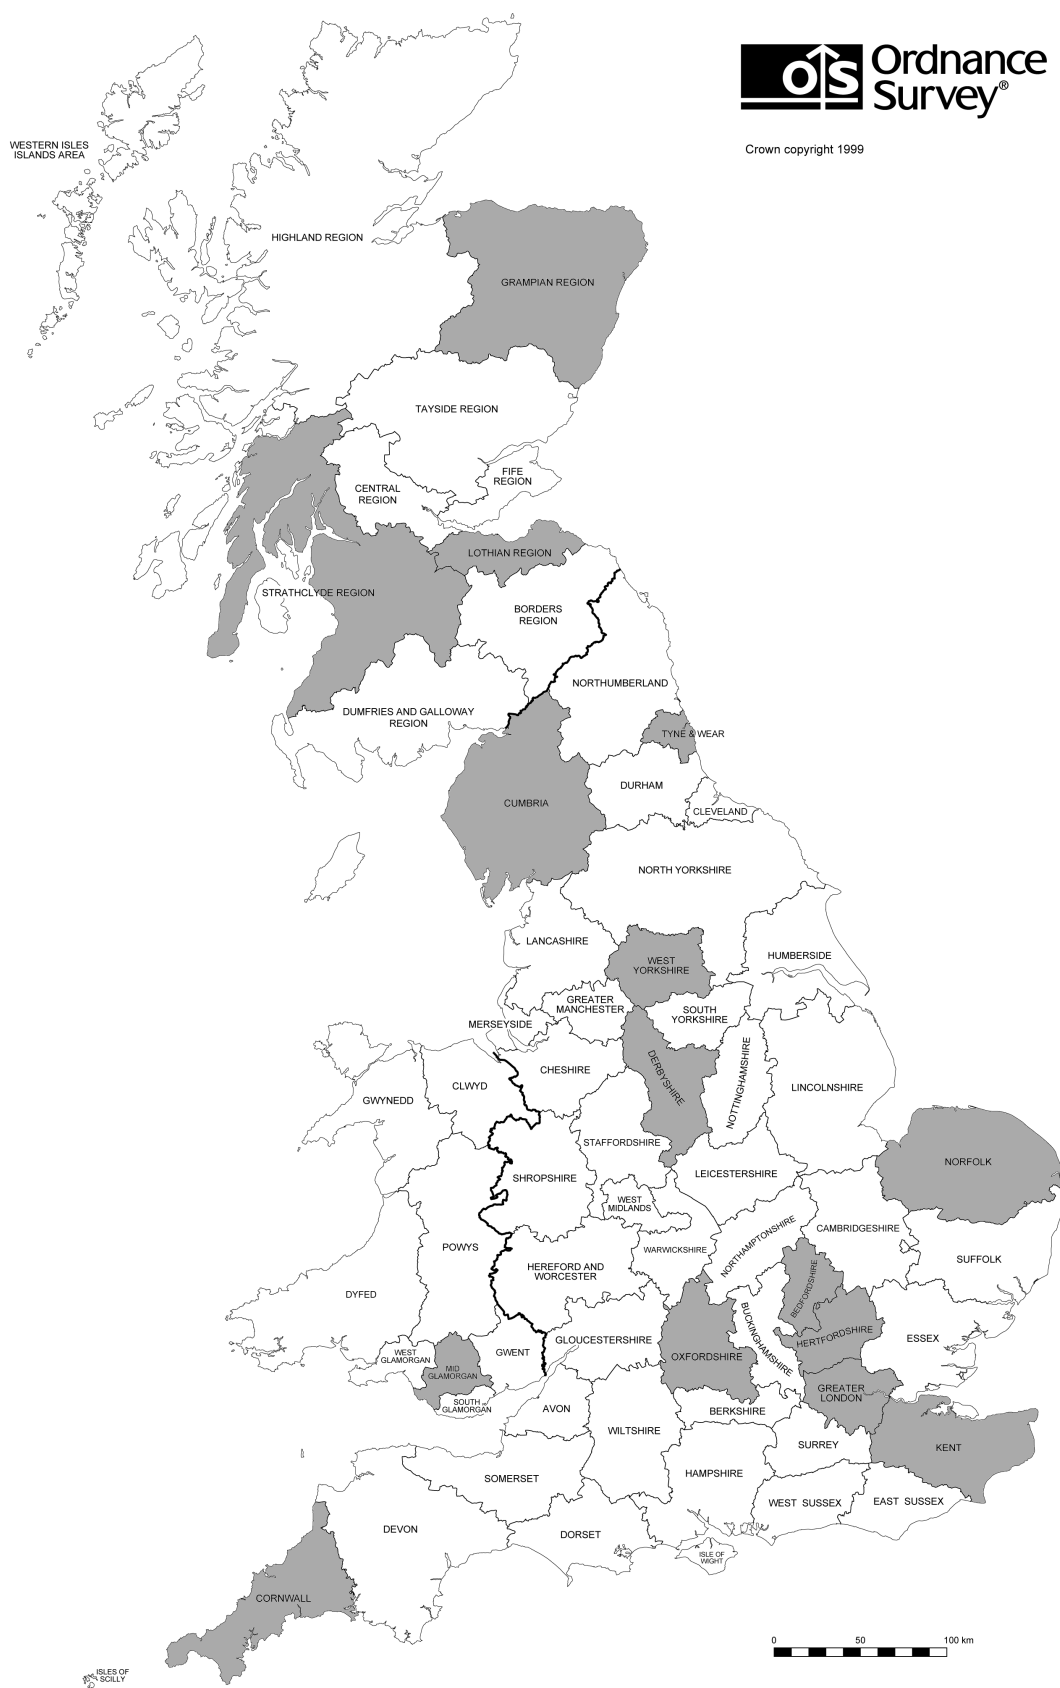 Ordnance
Survey®
Crown copyright 1999
WESTERN ISLES
ISLANDS AREA
HIGHLAND REGION
GRAMPIAN REGION
TAYSIDE REGION
FIFE
REGION
CENTRAL
REGION
LOTHIAN REGION
STRATHCLYDE REGION
BORDERS
REGION
NORTHUMBERLAND
DUMFRIES AND GALLOWAY
REGION
TYNE & WEAR
DURHAM
CUMBRIA
CLEVELAND
NORTH YORKSHIRE
LANCASHIRE
WEST
YORKSHIRE
HUMBERSIDE
GREATER
MANCHESTER
SOUTH
YORKSHIRE
MERSEYSIDE
CHESHIRE
DERBYSHIRE
NOTTINGHAMSHIRE
LINCOLNSHIRE
CLWYD
GWYNEDD
STAFFORDSHIRE
SHROPSHIRE
LEICESTERSHIRE
NORFOLK
WEST
MIDLANDS
POWYS
HEREFORD AND
WORCESTER
WARWICKSHIRE
NORTHAMPTONSHIRE
CAMBRIDGESHIRE
SUFFOLK
DYFED
BEDFORDSHIRE
BUCKINGHAMSHIRE
HERTFORDSHIRE
ESSEX
GLOUCESTERSHIRE
OXFORDSHIRE
WEST
GLAMORGAN
MID
GLAMORGAN
GWENT
SOUTH
GLAMORGAN
AVON
WILTSHIRE
BERKSHIRE
GREATER
LONDON
SURREY
KENT
SOMERSET
HAMPSHIRE
WEST SUSSEX
EAST SUSSEX
DEVON
DORSET
ISLE OF
WIGHT
CORNWALL
ISLES OF
SCILLY
0 50 100 km